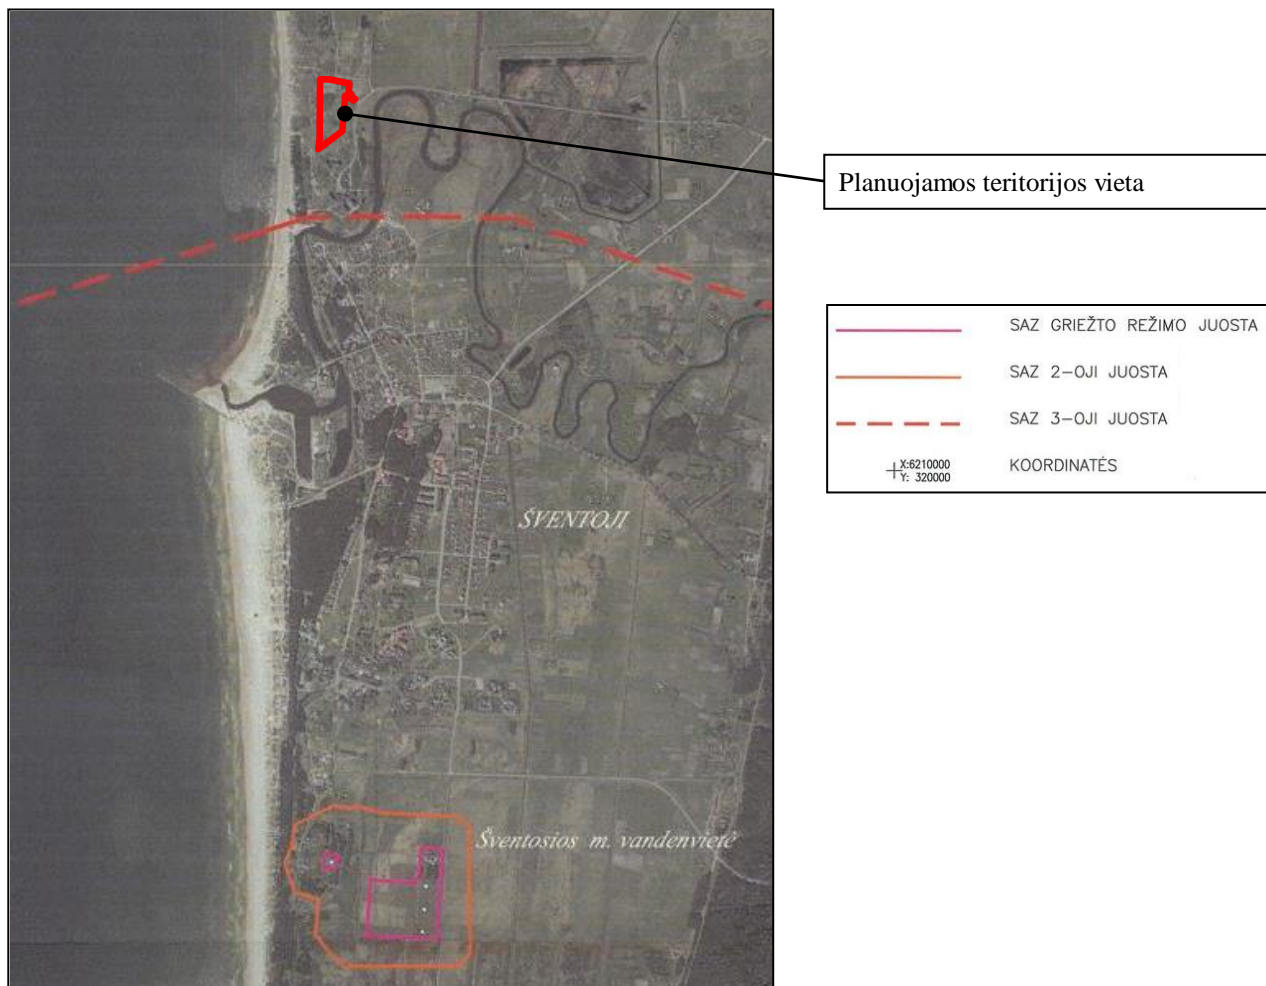 Planuojamos teritorijos vieta
SAZ GRIEŽTO REŽIMO JUOSTA
SAZ 2-OJI JUOSTA
SAZ 3-OJI JUOSTA
X:6210000
Y: 320000
KOORDINATĖS
ŠVENTOJI
Šventosios m. vandenvietė